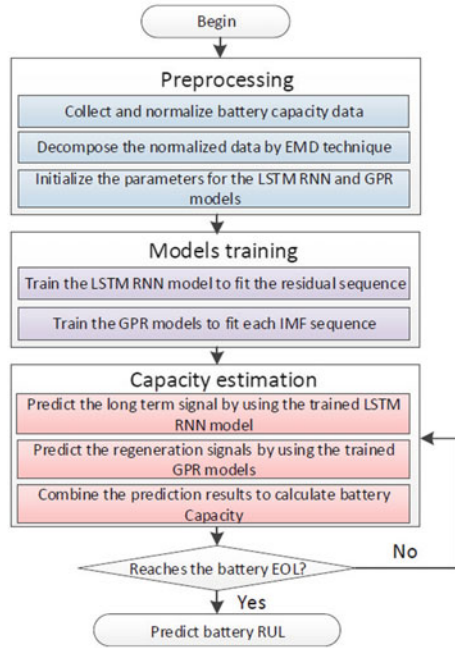 Begin
Preprocessing
Collect and normalize battery capacity data
Decompose the normalized data by EMD technique
Initialize the parameters for the LSTM RNN and GPR
models
Models training
Train the LSTM RNN model to fit the residual sequence
Train the GPR models to fit each IMF sequence
Capacity estimation
Predict the long term signal by using the trained LSTM
RNN model
Predict the regeneration signals by using the trained
GPR models
Combine the prediction results to calculate battery
Capacity
Reaches the battery EOL?
No
Yes
Predict battery RUL